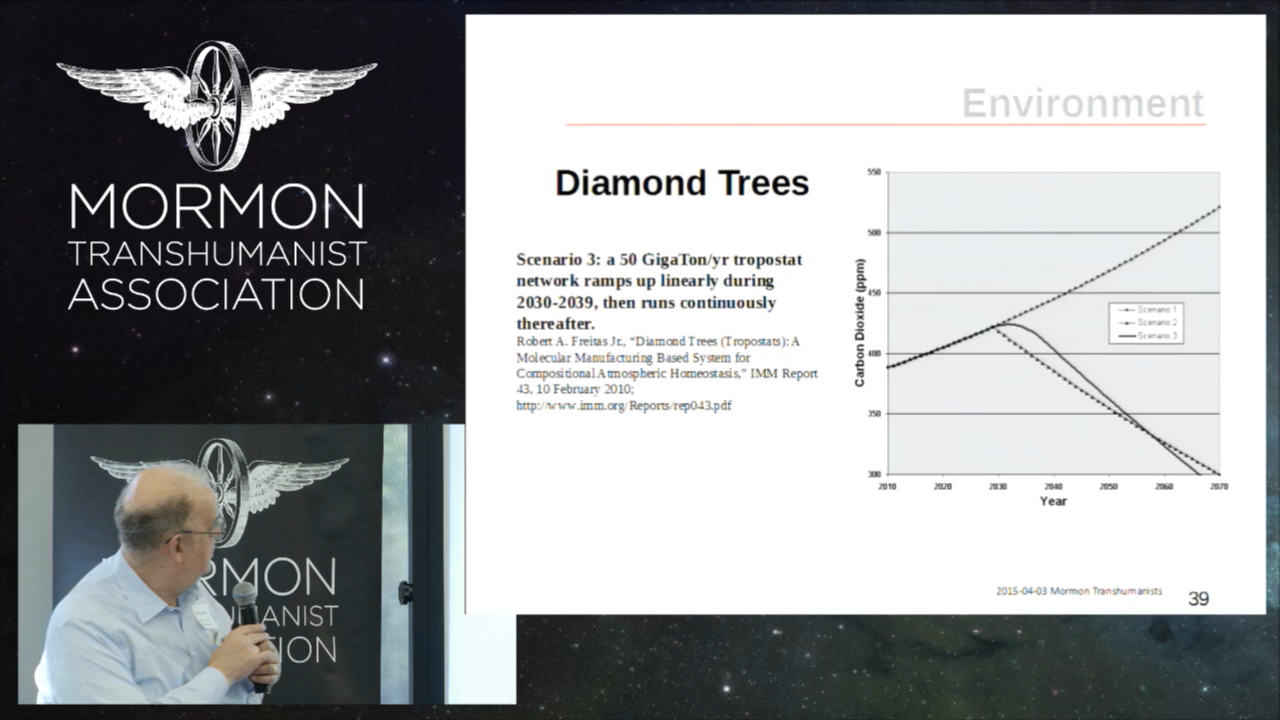 MORMON
TRANSHUMANIST
ASSOCIATION
Environment
Diamond Trees
Scenario 3: a 50 GigaTon/yr tropostat
network ramps up linearly during
2030-2039, then runs continuously
thereafter.
Robert A. Freitas Jr., “Diamond Trees (Tropostats): A
Molecular Manufacturing Based System for
Compositional Atmospheric Homeostasis,” IMM Report
43, 10 February 2010;
http://www.imm.org/Reports/rep043.pdf
Carbon Dioxide (ppm)
550
500
450
400
350
300
Scenario 1
Scenario 2
Scenario 3
2010 2020 2030 2040 2050 2060 2070
Year
2015-04-03 Mormon Transhumanists
39
RMON
UMANIST
TION